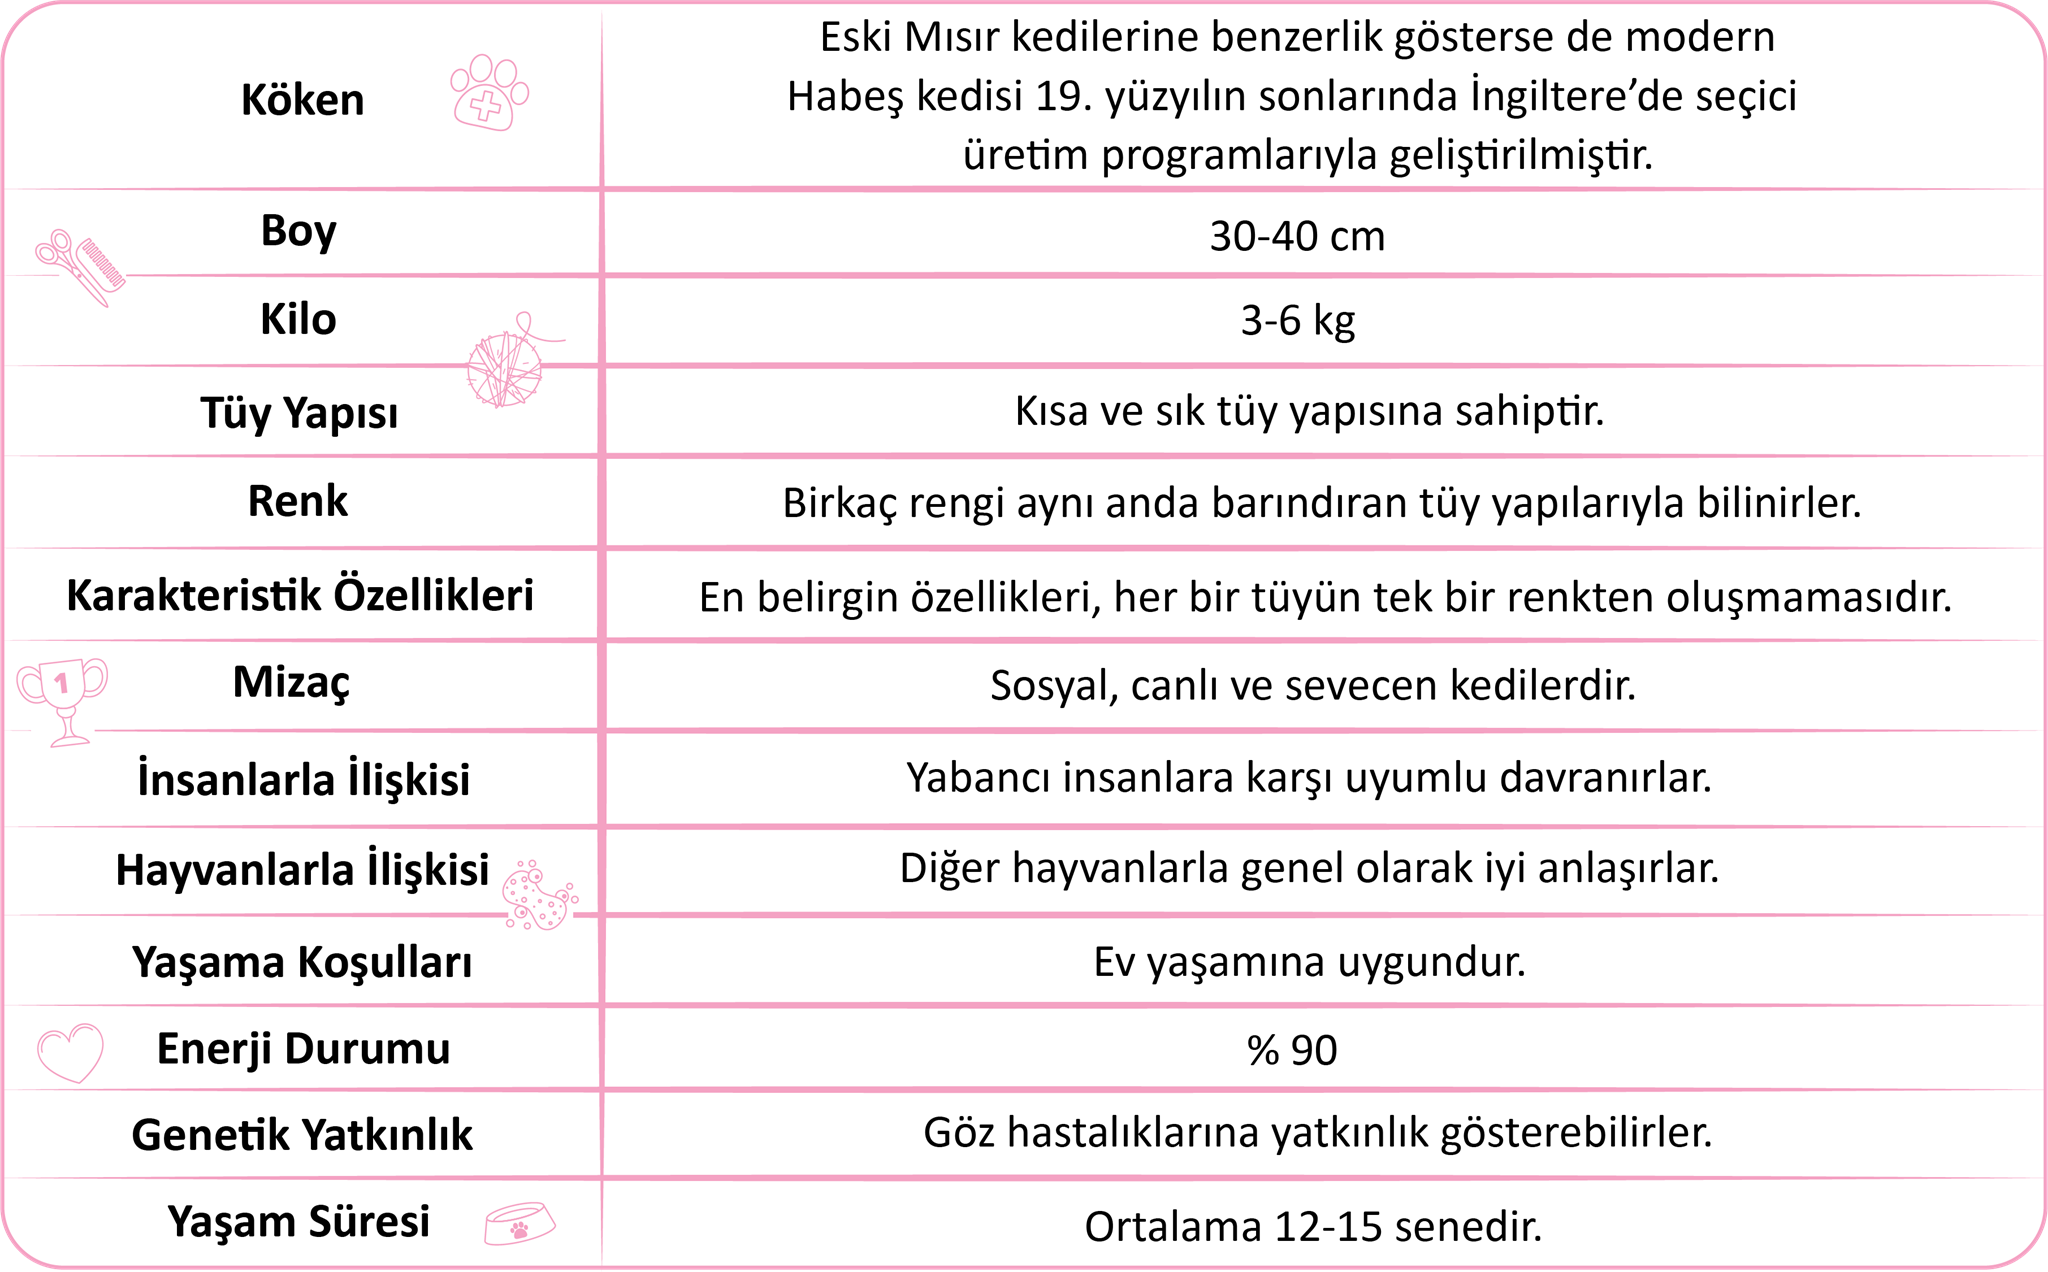 Köken
Eski Mısır kedilerine benzerlik gösterse de modern
Habeş kedisi 19. yüzyılın sonlarında İngiltere’de seçici
üretim programlarıyla geliştirilmiştir.
Boy
30-40 cm
Kilo
3-6 kg
Tüy Yapısı
Kısa ve sık tüy yapısına sahiptir.
Renk
Birkaç rengi aynı anda barındıran tüy yapılarıyla bilinirler.
Karakteristik Özellikleri
En belirgin özellikleri, her bir tüyün tek bir renkten oluşmamasıdır.
1
Mizaç
Sosyal, canlı ve sevecen kedilerdir.
İnsanlarla İlişkisi
Yabancı insanlara karşı uyumlu davranırlar.
Hayvanlarla İlişkisi
Diğer hayvanlarla genel olarak iyi anlaşırlar.
Yaşama Koşulları
Ev yaşamına uygundur.
Enerji Durumu
% 90
Genetik Yatkınlık
Göz hastalıklarına yatkınlık gösterebilirler.
Yaşam Süresi
Ortalama 12-15 senedir.